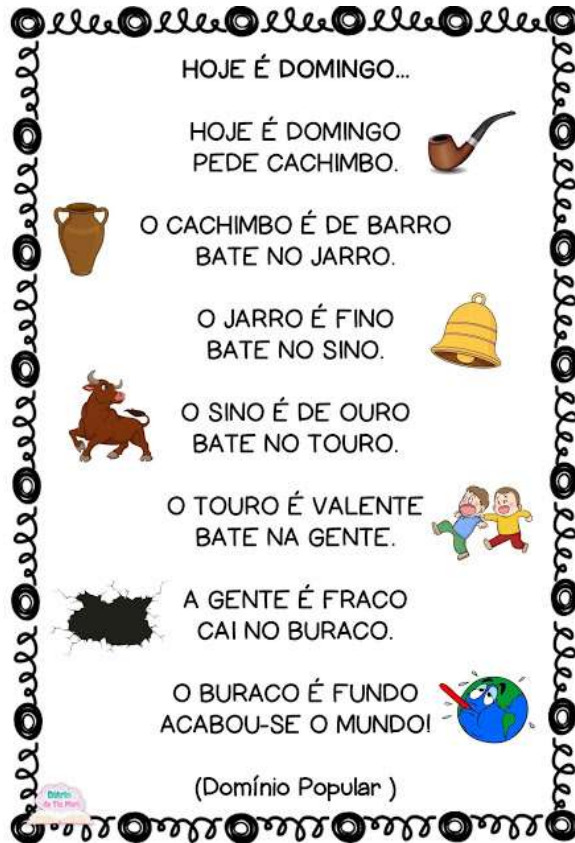 HOJE É DOMINGO...
HOJE É DOMINGO
PEDE CACHIMBO.
O CACHIMBO É DE BARRO
BATE NO JARRO.
O JARRO É FINO
BATE NO SINO.
O SINO É DE OURO
BATE NO TOURO.
O TOURO É VALENTE
BATE NA GENTE.
A GENTE É FRACO
CAI NO BURACO.
O BURACO É FUNDO
ACABOU-SE O MUNDO!
(Domínio Popular )